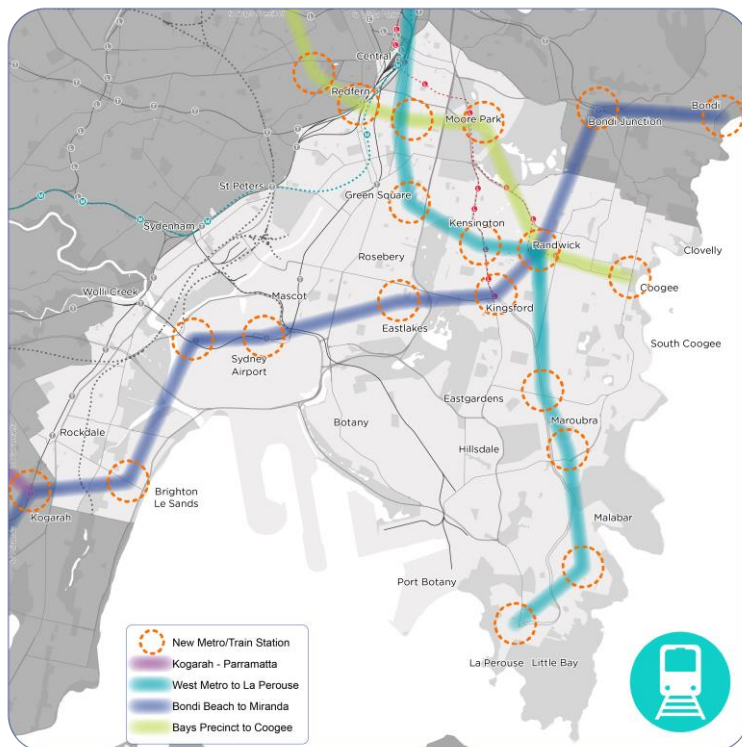 Central
Redfern
Moore Park
Bondi
Bondi Junction
St Peters
Green Square
Kensington
Sydenham
Randwick
Clovelly
Rosebery
Wolli Creek
Mascot
Coogee
Kingsford
Eastlakes
Sydney
Airport
South Coogee
Eastgardens
Maroubra
Botany
Rockdale
Hillsdale
Brighton
Le Sands
Kogarah
Malabar
Port Botany
La Perouse
Little Bay
New Metro/Train Station
Kogarah - Parramatta
West Metro to La Perouse
Bondi Beach to Miranda
Bays Precinct to Coogee